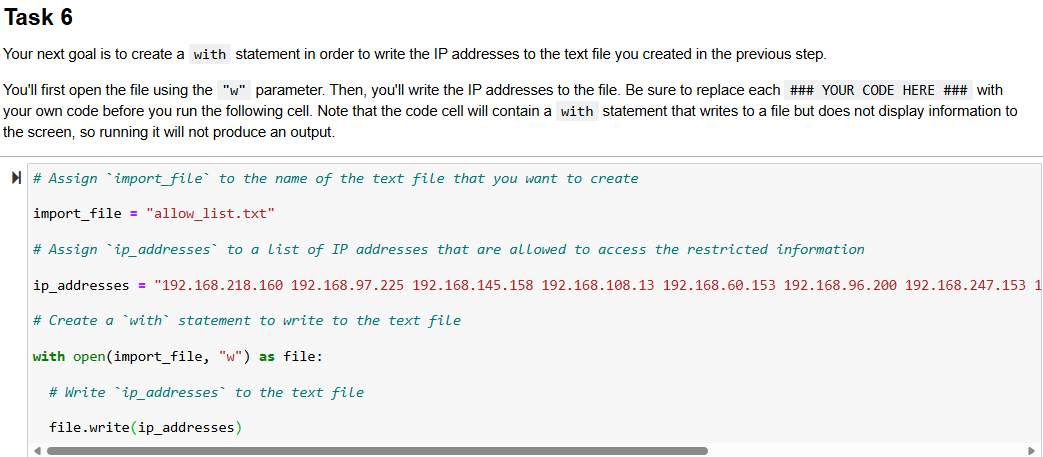 Task 6
Your next goal is to create a with statement in order to write the IP addresses to the text file you created in the previous step.
You'll first open the file using the "w" parameter. Then, you'll write the IP addresses to the file. Be sure to replace each ### YOUR CODE HERE ### with
your own code before you run the following cell. Note that the code cell will contain a with statement that writes to a file but does not display information to
the screen, so running it will not produce an output.
# Assign `import_file` to the name of the text file that you want to create
import_file = "allow_list.txt"
# Assign `ip_addresses` to a list of IP addresses that are allowed to access the restricted information
ip_addresses = "192.168.218.160 192.168.97.225 192.168.145.158 192.168.108.13 192.168.60.153 192.168.96.200 192.168.247.153 1
# Create a `with` statement to write to the text file
with open(import_file, "w") as file:
# Write `ip_addresses` to the text file
file.write(ip_addresses)